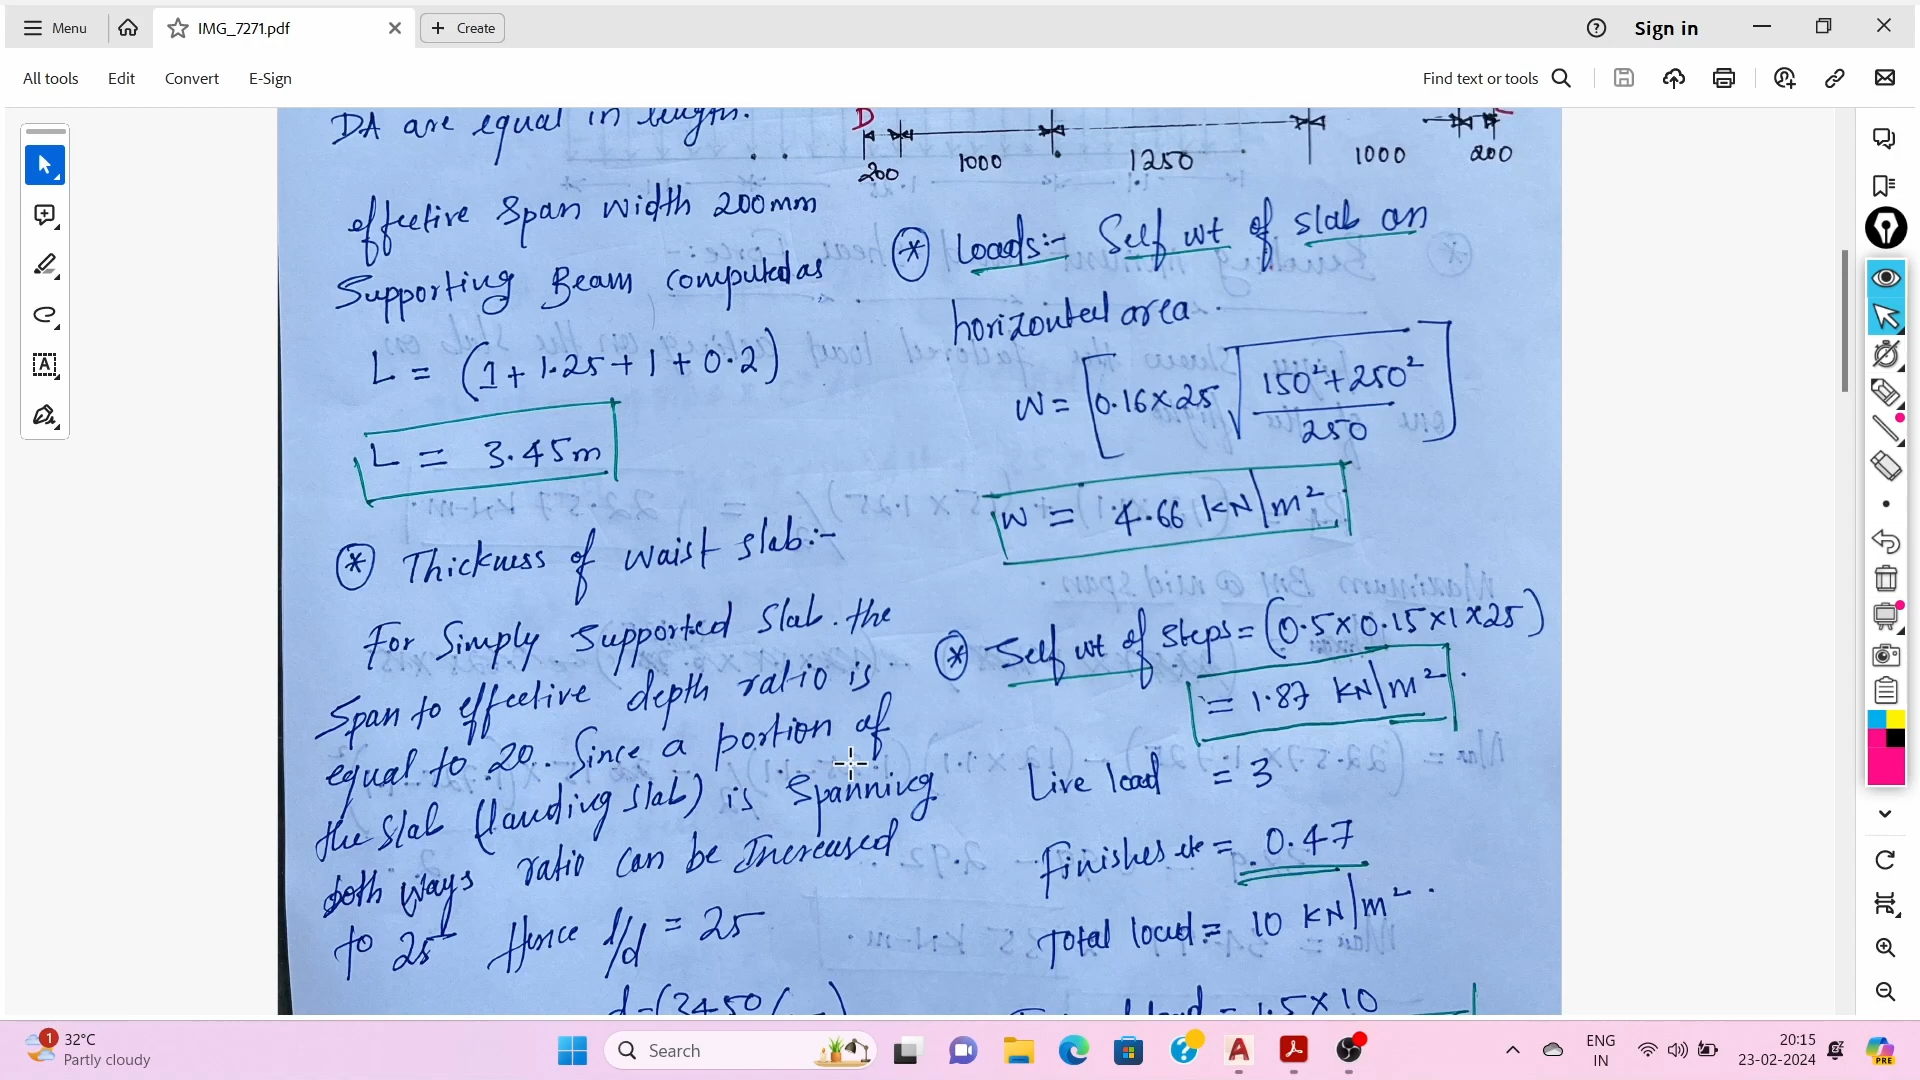 Menu
IMG_7271.pdf
Create
Sign in
All tools
Edit
Convert
E-Sign
Find text or tools
DA are equal in length.
D
200
1000
1250
1000
200
effective span width 200mm
Supporting Beam computed as
L = (1 + 1.25 + 1 + 0.2)
L = 3.45m
* Thickness of waist slab:-
For Simply supported Slab. the
Span to effective depth ratio is
equal to 20. Since a portion of
the Slab (landing slab) is Spanning
both ways ratio can be Increased
to 25 Hence l/d = 25
* Loads:- Self wt of slab on
horizontal area.
W = [0.16×25 √150²+250² / 250]
W = 4.66 KN/m²
* Self wt of steps = (0.5×0.15×1×25)
= 1.87 KN/m².
Live load = 3
Finishes etc = 0.47
Total load = 10 KN/m².
= 1.5×10
1
32°C
Partly cloudy
Search
ENG
IN
20:15
23-02-2024
PRE